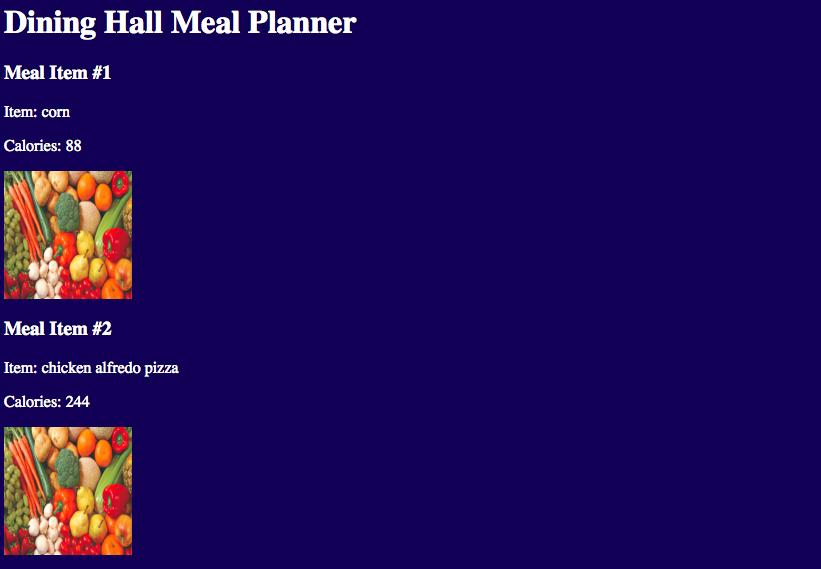 Dining Hall Meal Planner
Meal Item #1
Item: corn
Calories: 88
Meal Item #2
Item: chicken alfredo pizza
Calories: 244